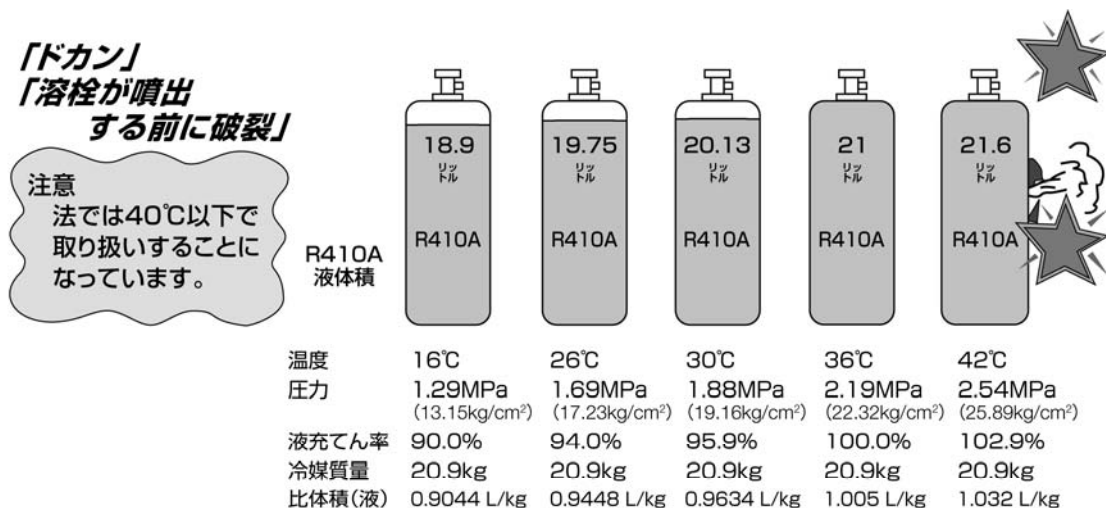 「ドカン」
「溶栓が噴出
する前に破裂」
注意
法では40℃以下で
取り扱いすることに
なっています。
R410A
液体積
18.9
リットル
R410A
19.75
リットル
R410A
20.13
リットル
R410A
21
リットル
R410A
21.6
リットル
R410A
温度 16℃ 26℃ 30℃ 36℃ 42℃
圧力 1.29MPa 1.69MPa 1.88MPa 2.19MPa 2.54MPa
(13.15kg/cm²) (17.23kg/cm²) (19.16kg/cm²) (22.32kg/cm²) (25.89kg/cm²)
液充てん率 90.0% 94.0% 95.9% 100.0% 102.9%
冷媒質量 20.9kg 20.9kg 20.9kg 20.9kg 20.9kg
比体積(液) 0.9044 L/kg 0.9448 L/kg 0.9634 L/kg 1.005 L/kg 1.032 L/kg